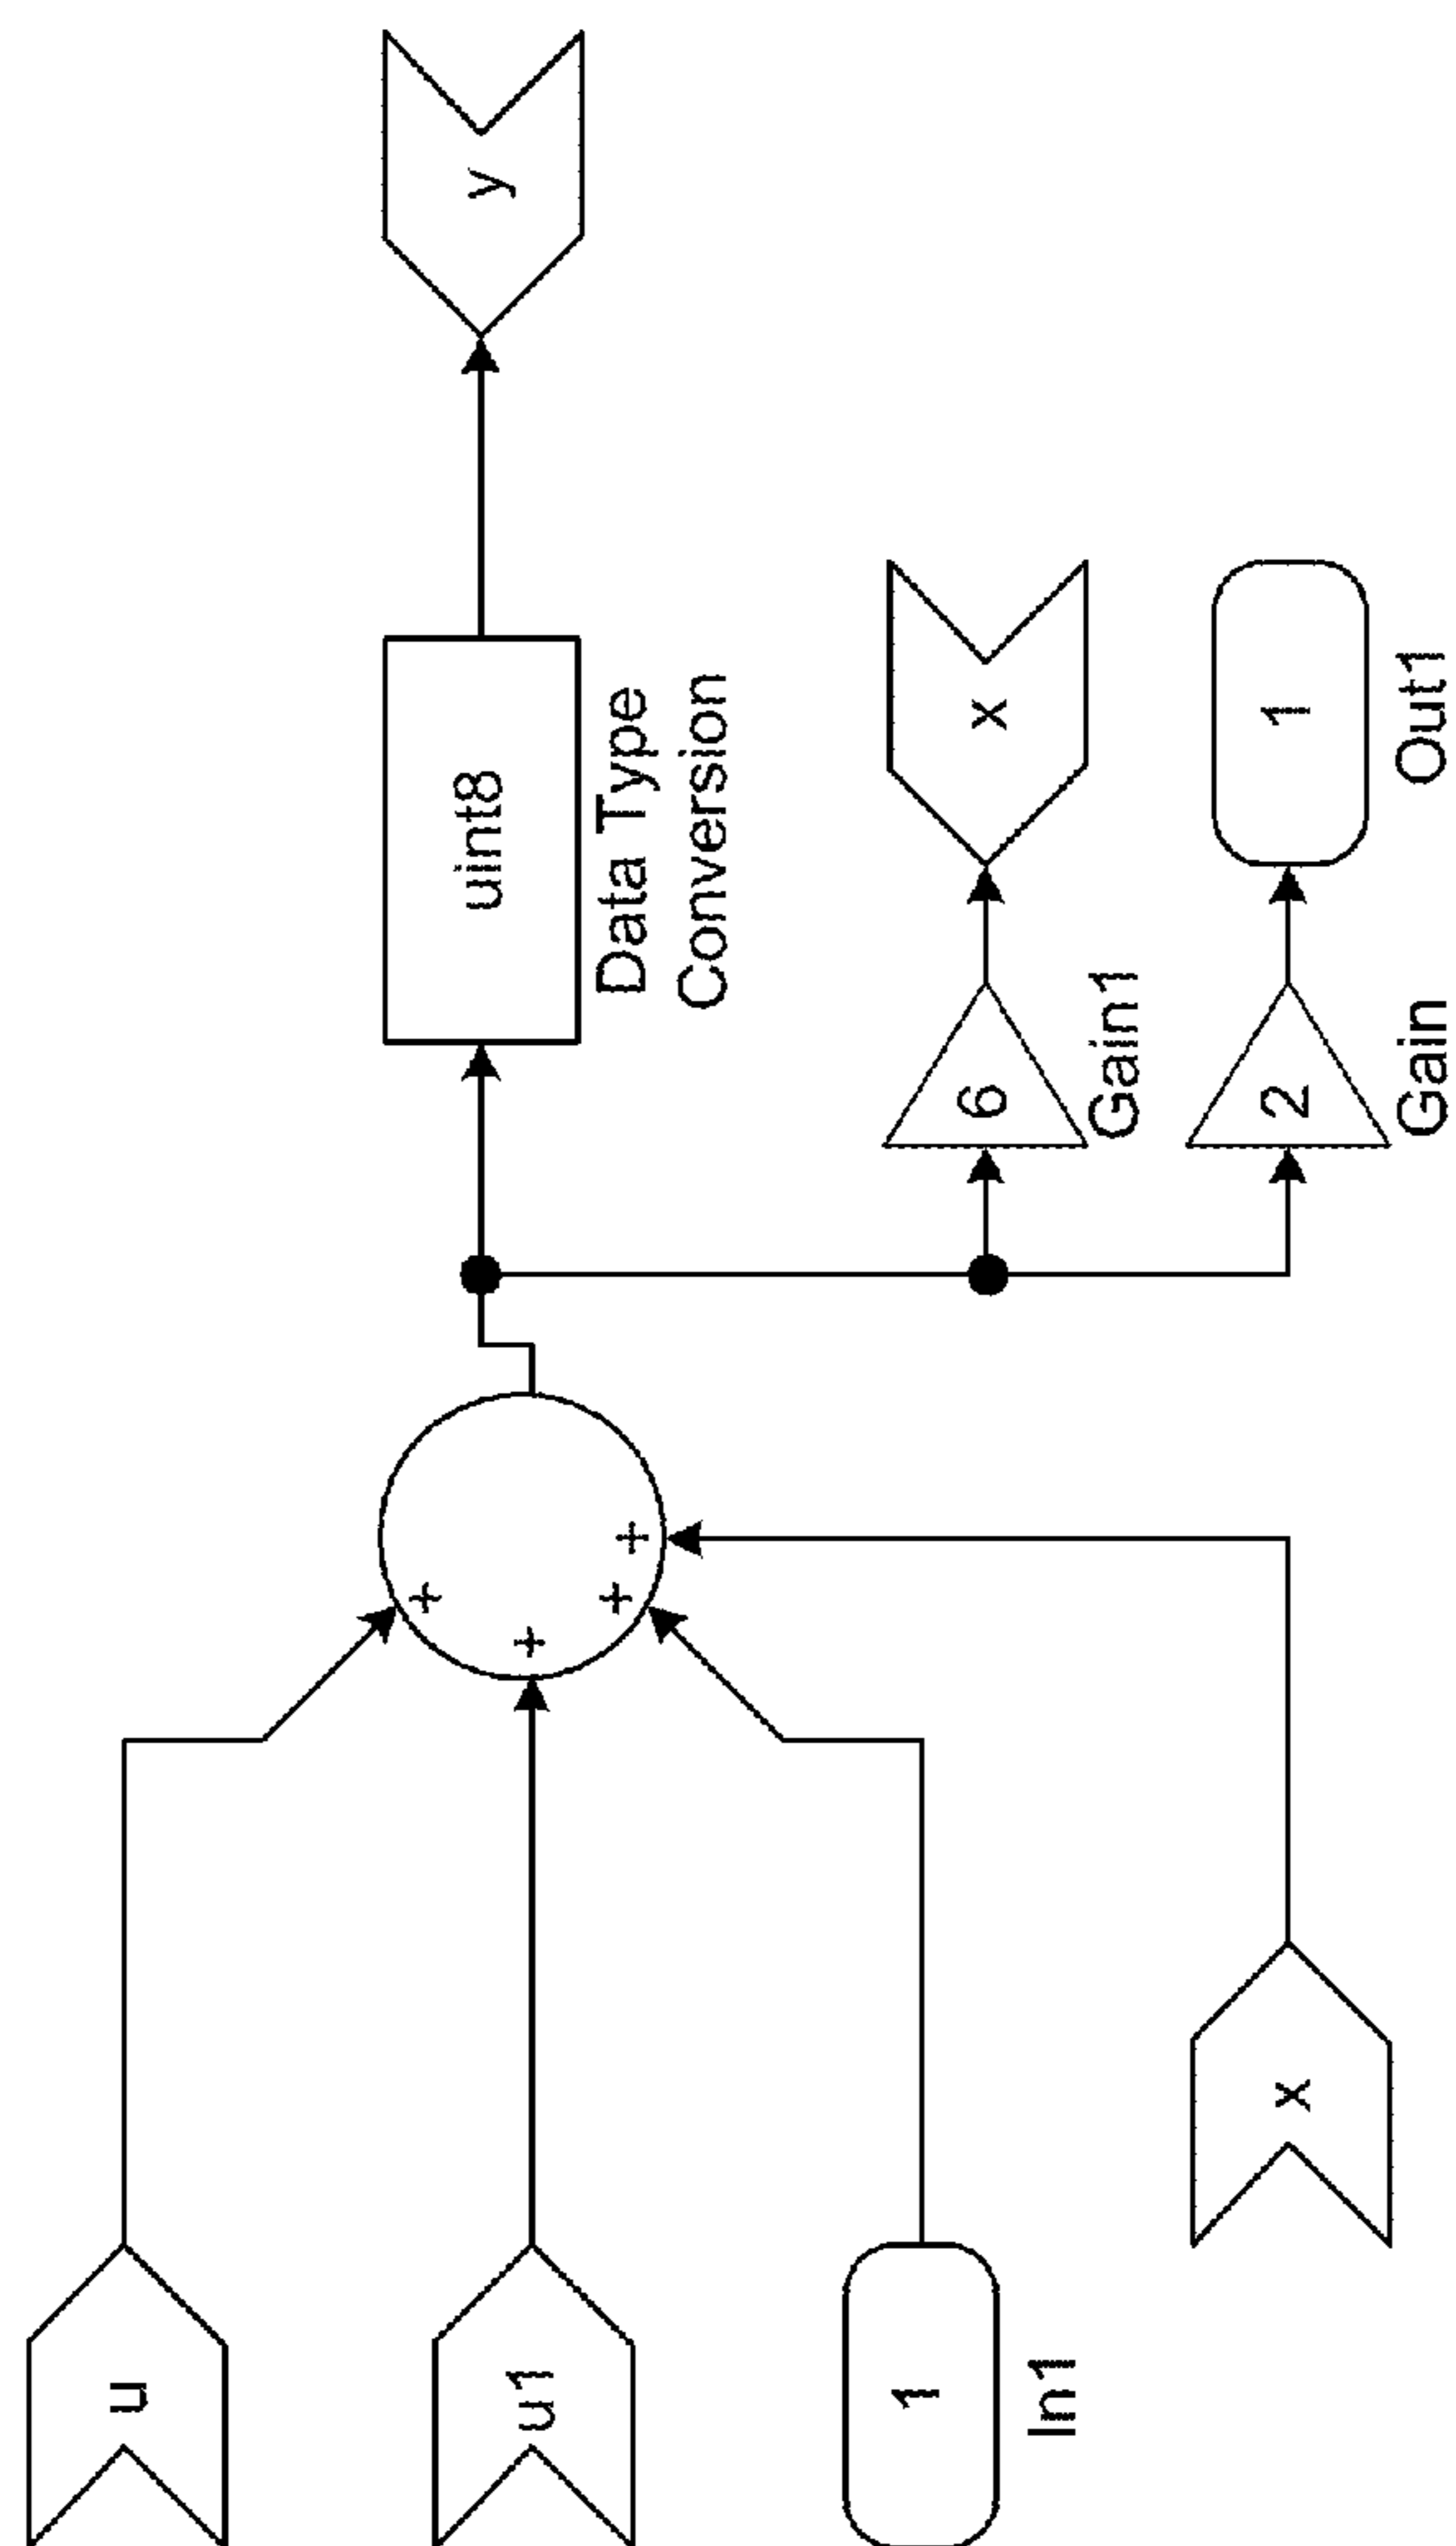 u
u1
1
In1
x
+
+
+
+
uint8
Data Type
Conversion
y
6
Gain1
x
2
Gain
1
Out1